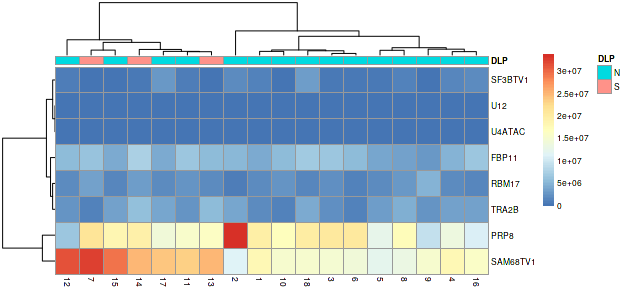 DLP
SF3BTV1
U12
U4ATAC
FBP11
RBM17
TRA2B
PRP8
SAM68TV1
12 7 15 14 17 11 13 2 1 10 18 3 6 5 8 9 4 16
3e+07
2.5e+07
2e+07
1.5e+07
1e+07
5e+06
0
DLP
N
S